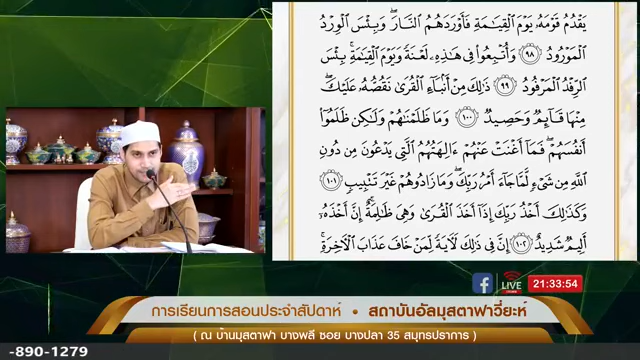 يَقْدُمُ قَوْمَهُۥ يَوْمَ ٱلْقِيَٰمَةِ فَأَوْرَدَهُمُ ٱلنَّارَۖ وَبِئْسَ ٱلْوِرْدُ
ٱلْمَوْرُودُ ٩٨ وَأُتْبِعُوا۟ فِى هَٰذِهِۦ لَعْنَةً وَيَوْمَ ٱلْقِيَٰمَةِۚ بِئْسَ
ٱلرِّفْدُ ٱلْمَرْفُودُ ٩٩ ذَٰلِكَ مِنْ أَنۢبَآءِ ٱلْقُرَىٰ نَقُصُّهُۥ عَلَيْكَۖ
مِنْهَا قَآئِمٌ وَحَصِيدٌ ١٠٠ وَمَا ظَلَمْنَٰهُمْ وَلَٰكِن ظَلَمُوٓا۟
أَنفُسَهُمْۖ فَمَآ أَغْنَتْ عَنْهُمْ ءَالِهَتُهُمُ ٱلَّتِى يَدْعُونَ مِن دُونِ
ٱللَّهِ مِن شَىْءٍ لَّمَّا جَآءَ أَمْرُ رَبِّكَۖ وَمَا زَادُوهُمْ غَيْرَ تَتْبِيبٍ ١٠١
وَكَذَٰلِكَ أَخْذُ رَبِّكَ إِذَآ أَخَذَ ٱلْقُرَىٰ وَهِىَ ظَٰلِمَةٌۚ إِنَّ أَخْذَهُۥٓ
أَلِيمٌ شَدِيدٌ ١٠٢ إِنَّ فِى ذَٰلِكَ لَءَايَةً لِّمَنْ خَافَ عَذَابَ ٱلْءَاخِرَةِۚ
f LIVE 21:33:54
การเรียนการสอนประจำสัปดาห์ • สถาบันอัลมุสตาฟาวี่ยะห์
( ณ บ้านมุสตาฟา บางพลี ซอย บางปลา 35 สมุทรปราการ )
-890-1279